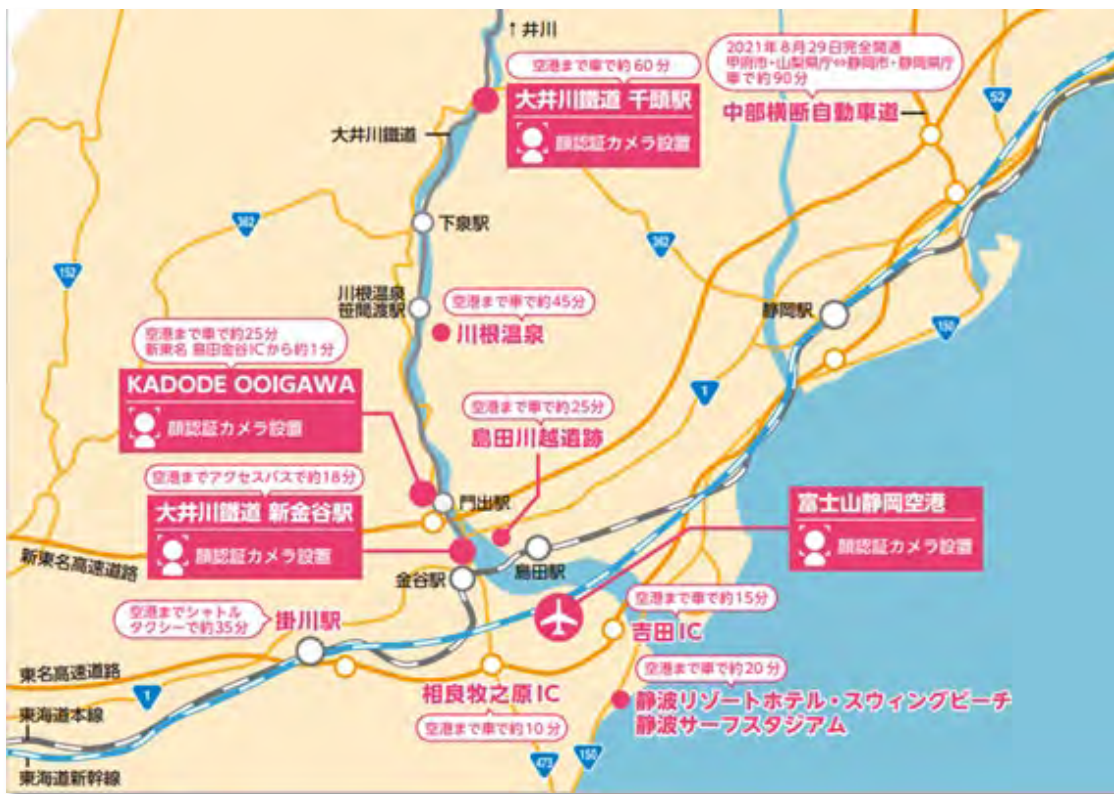 ↑井川
空港まで車で約60分
大井川鐵道 千頭駅
顔認証カメラ設置
大井川鐵道
2021年8月29日完全開通
甲府市・山梨県庁⇔静岡市・静岡県庁
車で約90分
中部横断自動車道
52
下泉駅
362
152
362
川根温泉
笹間渡駅
空港まで車で約45分
川根温泉
静岡駅
150
空港まで車で約25分
新東名 島田金谷ICから約1分
KADODE OOIGAWA
顔認証カメラ設置
1
空港まで車で約25分
島田川越遺跡
空港までアクセスバスで約18分
大井川鐵道 新金谷駅
顔認証カメラ設置
門出駅
富士山静岡空港
顔認証カメラ設置
新東名高速道路
金谷駅
島田駅
空港までシャトル
タクシーで約35分
掛川駅
空港まで車で約15分
吉田IC
東名高速道路
1
相良牧之原IC
空港まで車で約10分
空港まで車で約20分
静波リゾートホテル・スウィングビーチ
静波サーフスタジアム
東海道本線
東海道新幹線
473
150